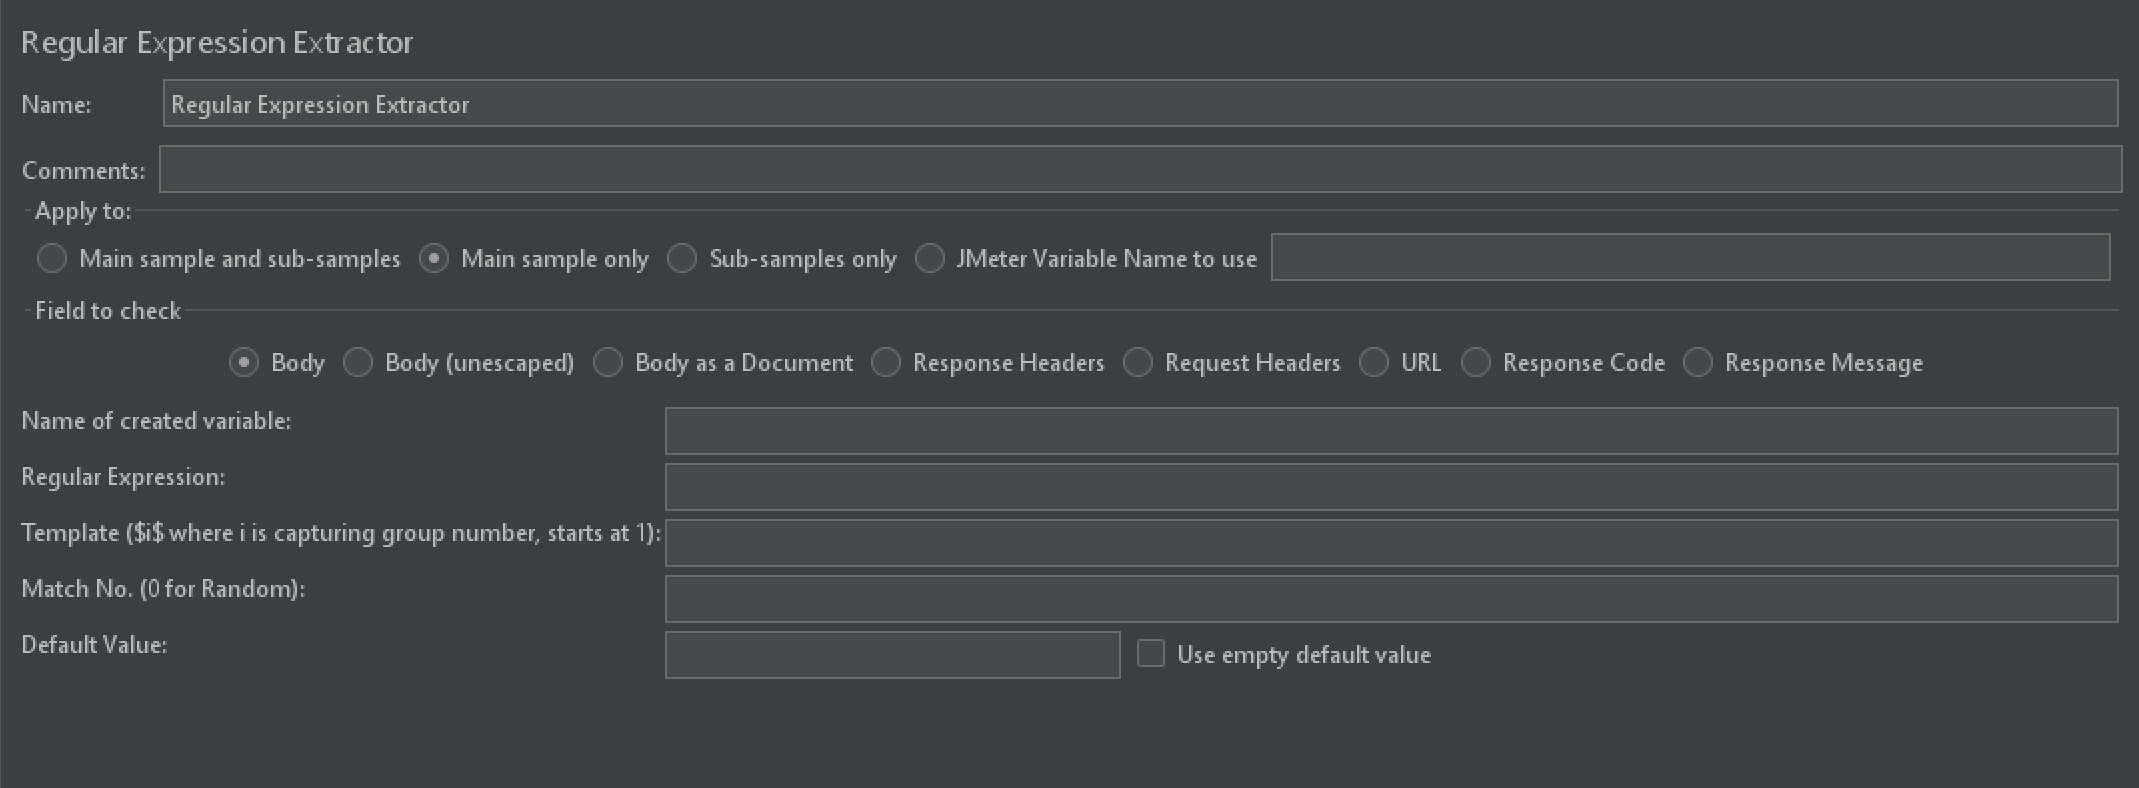 Regular Expression Extractor
Name: Regular Expression Extractor
Comments:
Apply to:
Main sample and sub-samples Main sample only Sub-samples only JMeter Variable Name to use
Field to check
Body Body (unescaped) Body as a Document Response Headers Request Headers URL Response Code Response Message
Name of created variable:
Regular Expression:
Template ($i$ where i is capturing group number, starts at 1):
Match No. (0 for Random):
Default Value: Use empty default value